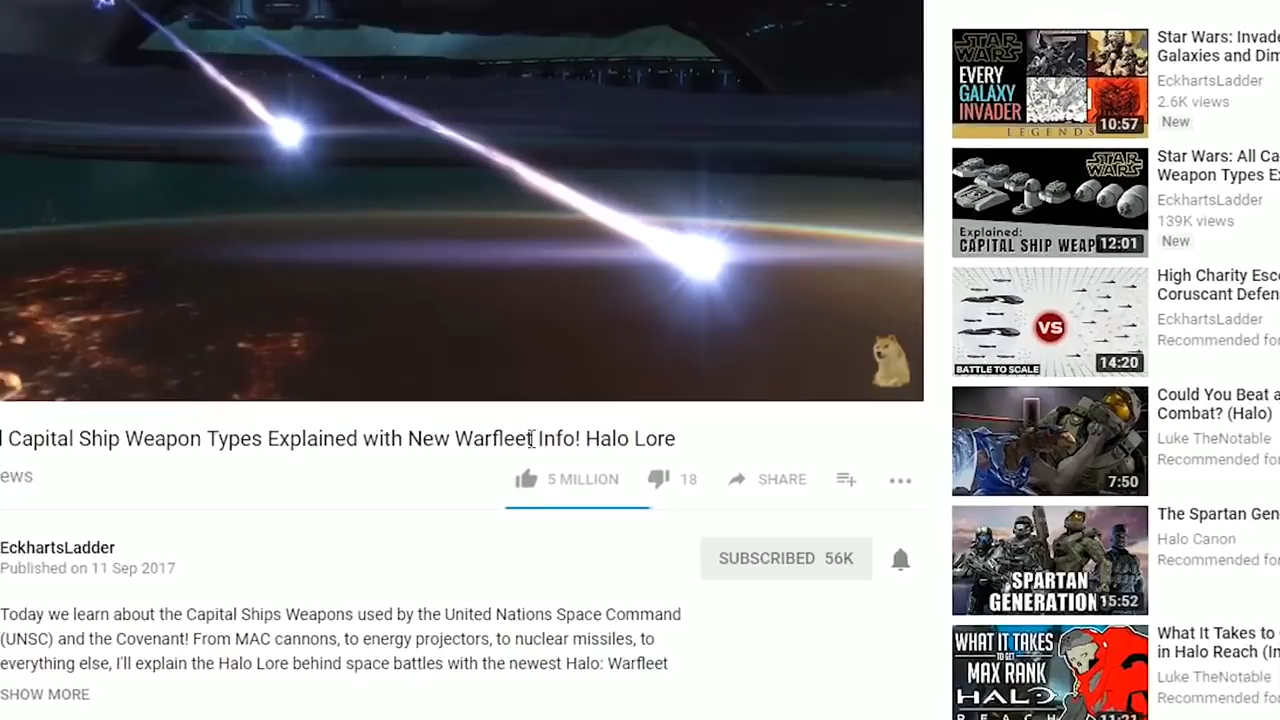 l Capital Ship Weapon Types Explained with New Warfleet Info! Halo Lore
ews
5 MILLION
18
SHARE
EckhartsLadder
Published on 11 Sep 2017
SUBSCRIBED 56K
Today we learn about the Capital Ships Weapons used by the United Nations Space Command
(UNSC) and the Covenant! From MAC cannons, to energy projectors, to nuclear missiles, to
everything else, I'll explain the Halo Lore behind space battles with the newest Halo: Warfleet
SHOW MORE
STAR
WARS
EVERY
GALAXY
INVADER
LEGENDS
10:57
Star Wars: Invade
Galaxies and Dim
EckhartsLadder
2.6K views
New
STAR
WARS
Explained:
CAPITAL SHIP WEAP
12:01
Star Wars: All Ca
Weapon Types Ex
EckhartsLadder
139K views
New
VS
BATTLE TO SCALE
14:20
High Charity Esc
Coruscant Defen
EckhartsLadder
Recommended for
7:50
Could You Beat a
Combat? (Halo)
Luke TheNotable
Recommended for
SPARTAN
GENERATION
15:52
The Spartan Gen
Halo Canon
Recommended for
WHAT IT TAKES
TO GET
MAX RANK
HALO
REACH
11:21
What It Takes to
in Halo Reach (In
Luke TheNotable
Recommended for